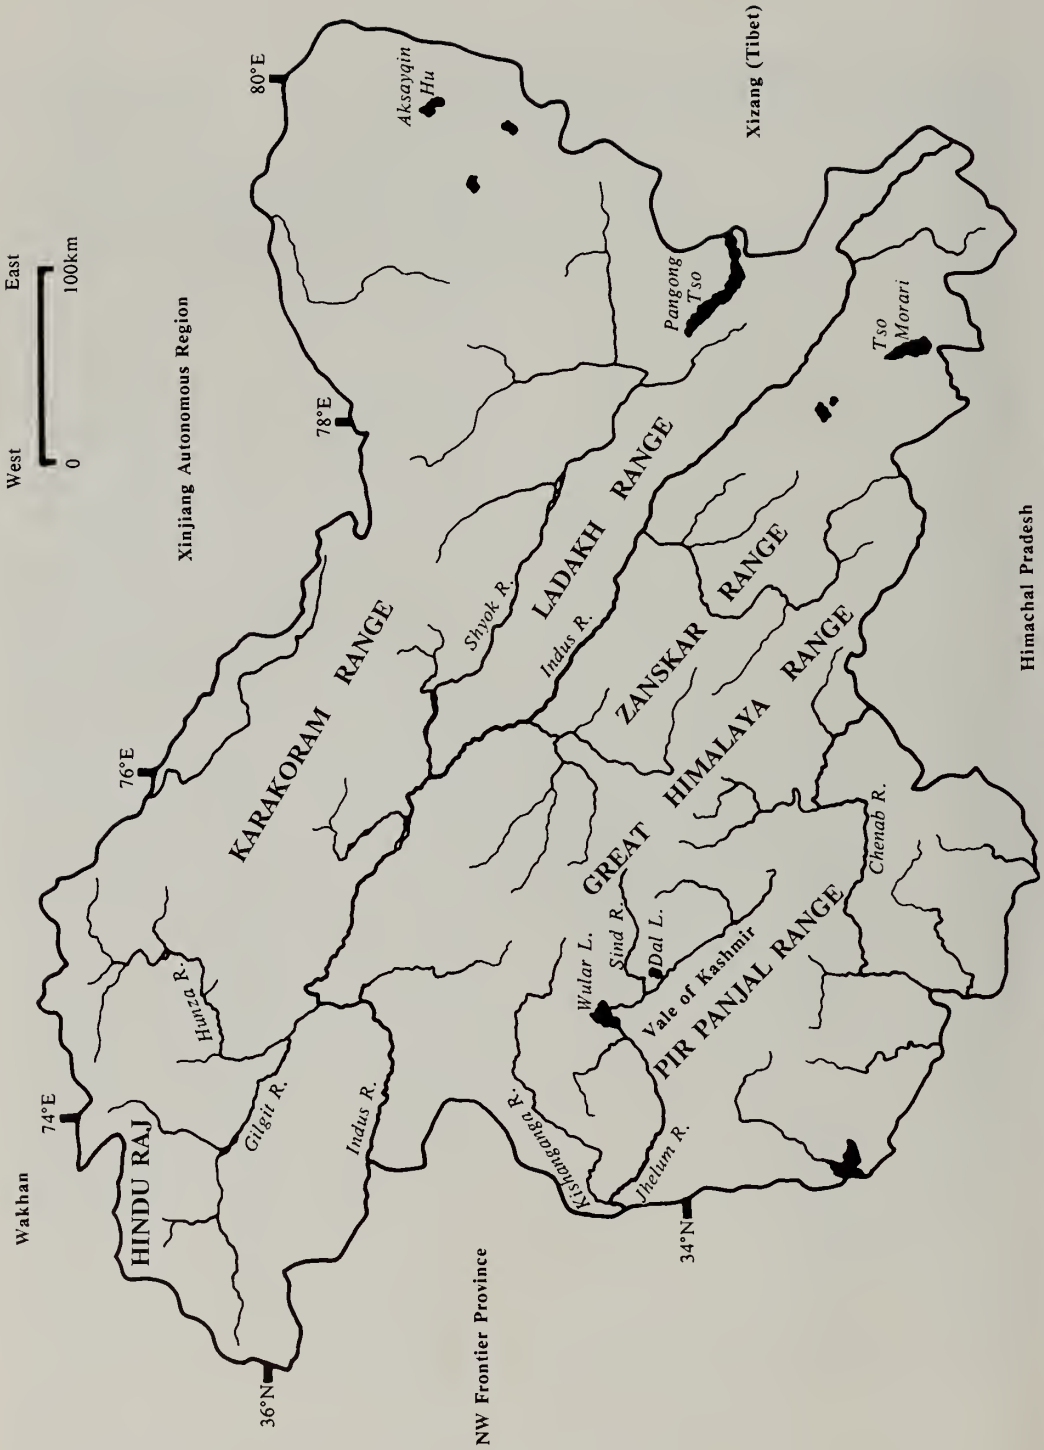 West East
0 100km
Wakhan
Xinjiang Autonomous Region
Xizang (Tibet)
Himachal Pradesh
NW Frontier Province
74°E
76°E
78°E
80°E
36°N
34°N
HINDU RAJ
KARAKORAM RANGE
LADAKH RANGE
ZANSKAR RANGE
GREAT HIMALAYA RANGE
PIR PANJAL RANGE
Vale of Kashmir
Hunza R.
Gilgit R.
Indus R.
Kishanganga R.
Jhelum R.
Wular L.
Sind R.
Dal L.
Chenab R.
Shyok R.
Indus R.
Aksayqin
Hu
Pangong
Tso
Tso
Morari